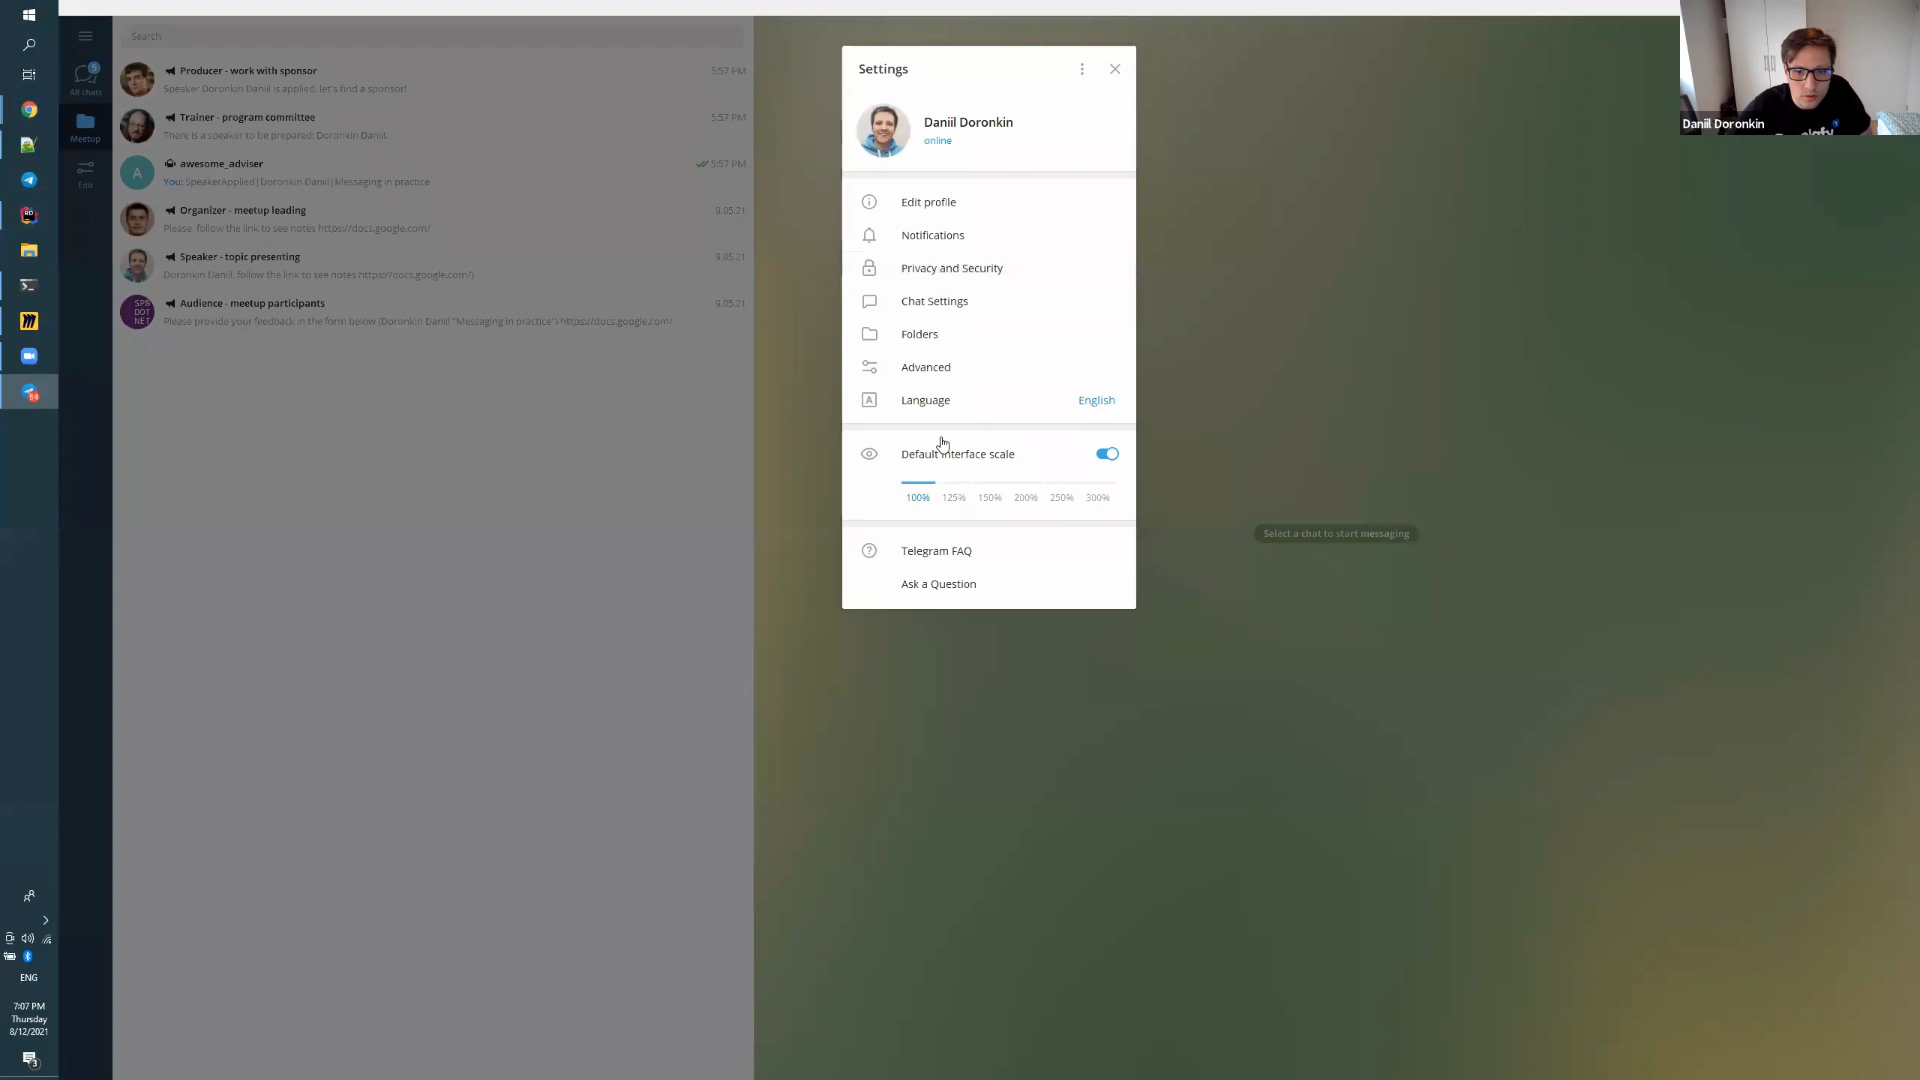 Search
All chats
5
Meetup
Edit
Producer - work with sponsor
5:57 PM
Speaker Doronkin Daniil is applied, let's find a sponsor!
Trainer - program committee
5:57 PM
There is a speaker to be prepared: Doronkin Daniil.
A
awesome_adviser
5:57 PM
You: SpeakerApplied|Doronkin Daniil|Messaging in practice
Organizer - meetup leading
9.05.21
Please, follow the link to see notes https://docs.google.com/
Speaker - topic presenting
9.05.21
Doronkin Daniil, follow the link to see notes https://docs.google.com/)
SPB
DOT
NET
Audience - meetup participants
9.05.21
Please provide your feedback in the form below (Doronkin Daniil "Messaging in practice") https://docs.google.com/
Settings
Daniil Doronkin
online
Edit profile
Notifications
Privacy and Security
Chat Settings
Folders
Advanced
Language
English
Default interface scale
100% 125% 150% 200% 250% 300%
Telegram FAQ
Ask a Question
Select a chat to start messaging
Daniil Doronkin
RD
84
ENG
7:07 PM
Thursday
8/12/2021
3